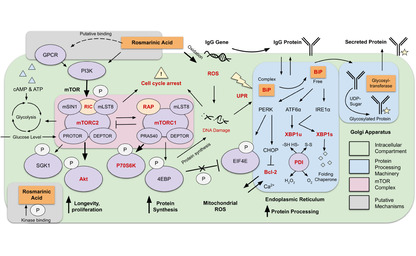 Rosmarinic Acid
Putative binding
GPCR
PI3K
cAMP & ATP
Glycolysis
Glucose Level
mTOR
P
Cell cycle arrest
mSIN1
RIC
mLST8
mTORC2
PROTOR
DEPTOR
RAP
mLST8
mTORC1
PRAS40
DEPTOR
P
P
P
P
SGK1
Akt
P70S6K
4EBP
Protein synthesis
EIF4E
P
Rosmarinic
Acid
P
Kinase binding
Longevity,
proliferation
Protein
Synthesis
Mitochondrial
ROS
Oxidation
IgG Gene
ROS
UPR
DNA Damage
IgG Protein
Secreted Protein
Complex
BiP
BiP
Free
PERK
ATF6α
IRE1α
XBP1u
XBP1s
-SH HS-
S-S
PDI
CHOP
Bcl-2
Ca²⁺
H₂O₂
O₂
Folding
Chaperone
Endoplasmic Reticulum
Protein Processing
Glycosyl-
transferase
UDP-
Sugar
Glycosylated Protein
Golgi Apparatus
Intracellular
Compartment
Protein Processing
Machinery
mTOR
Complex
Putative
Mechanisms